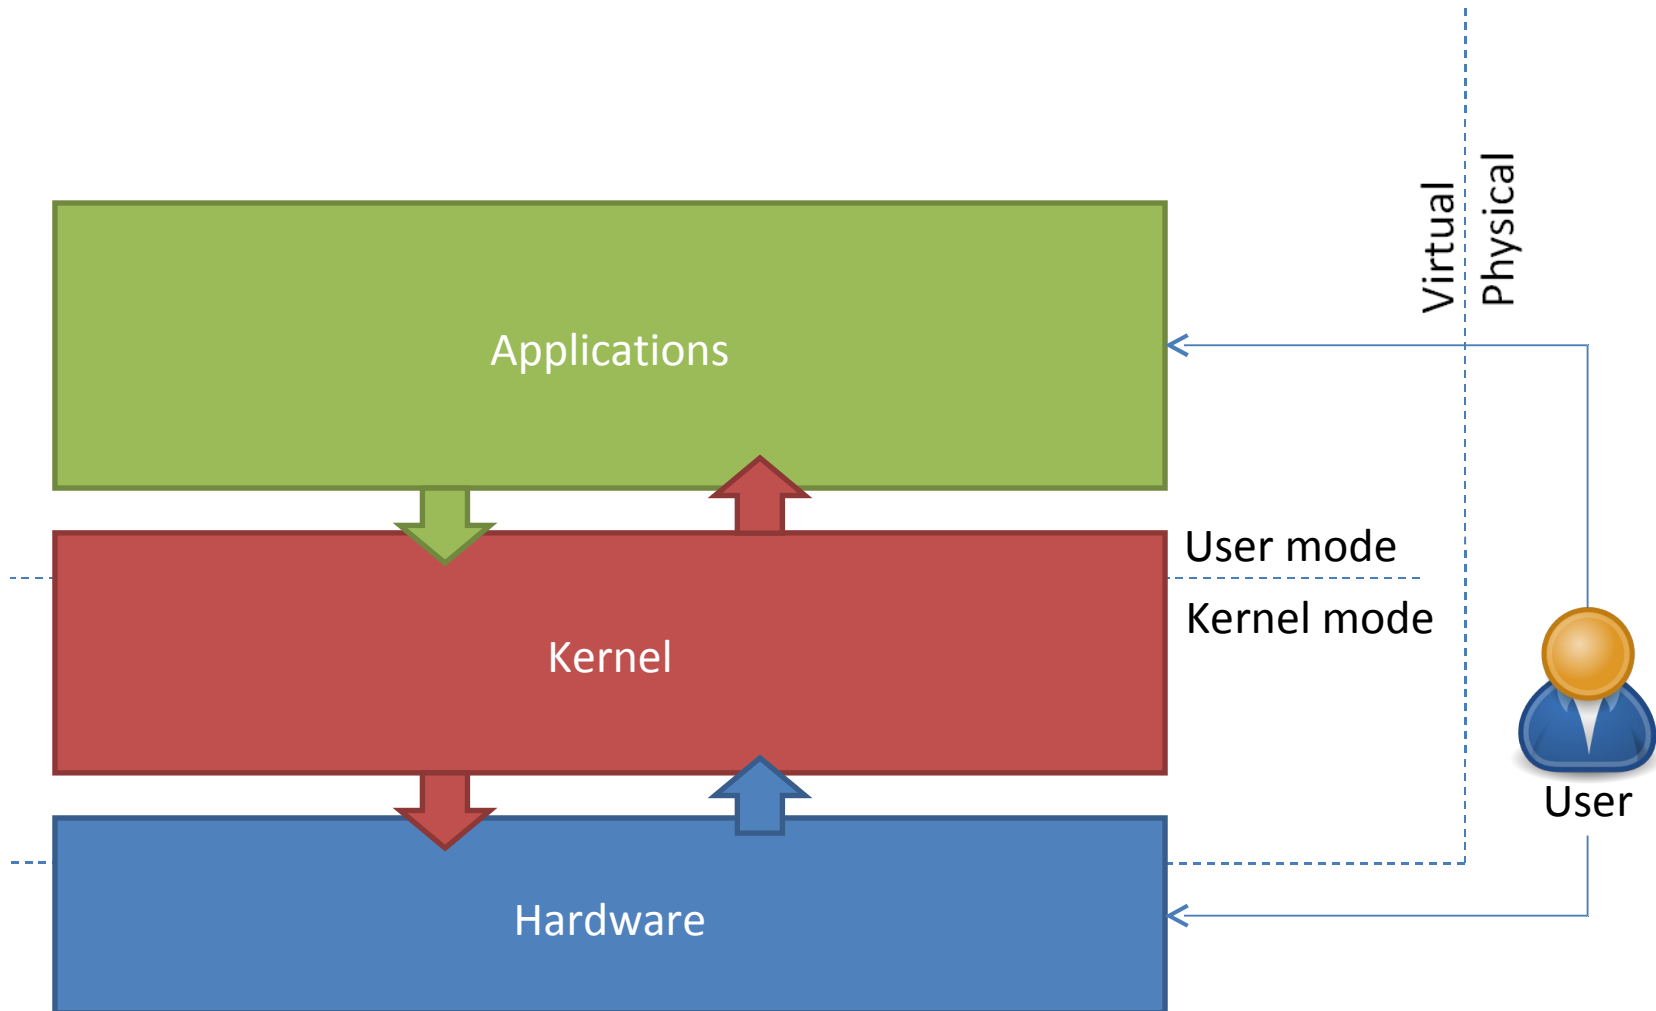 Virtual
Physical
Applications
User mode
Kernel mode
Kernel
User
Hardware